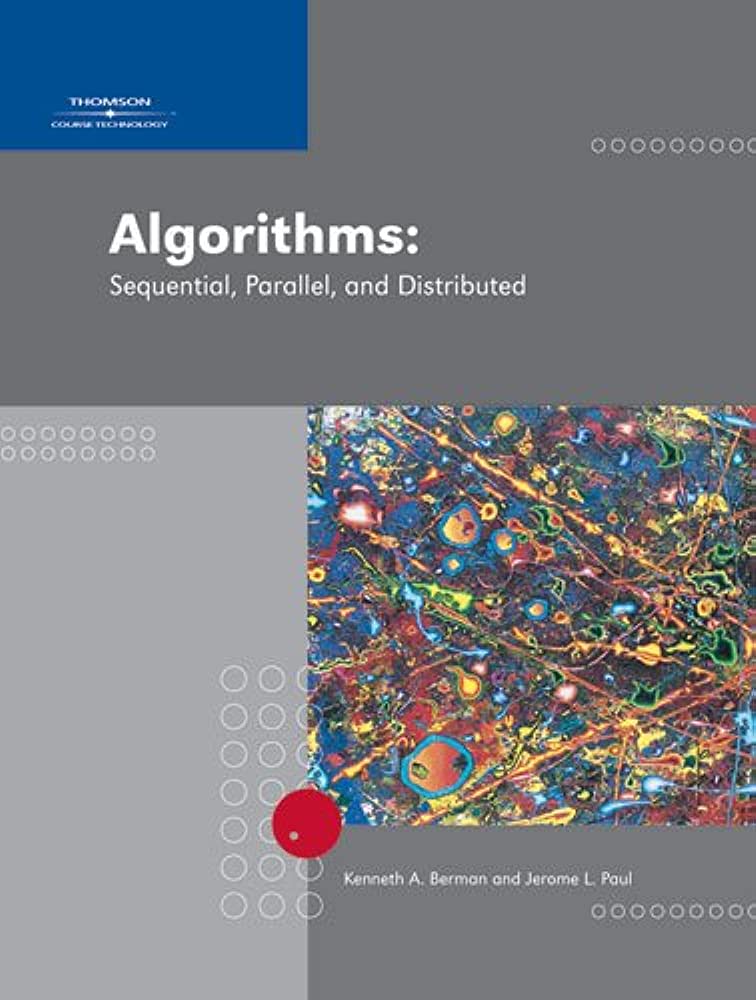 THOMSON
COURSE TECHNOLOGY
Algorithms:
Sequential, Parallel, and Distributed
Kenneth A. Berman and Jerome L. Paul